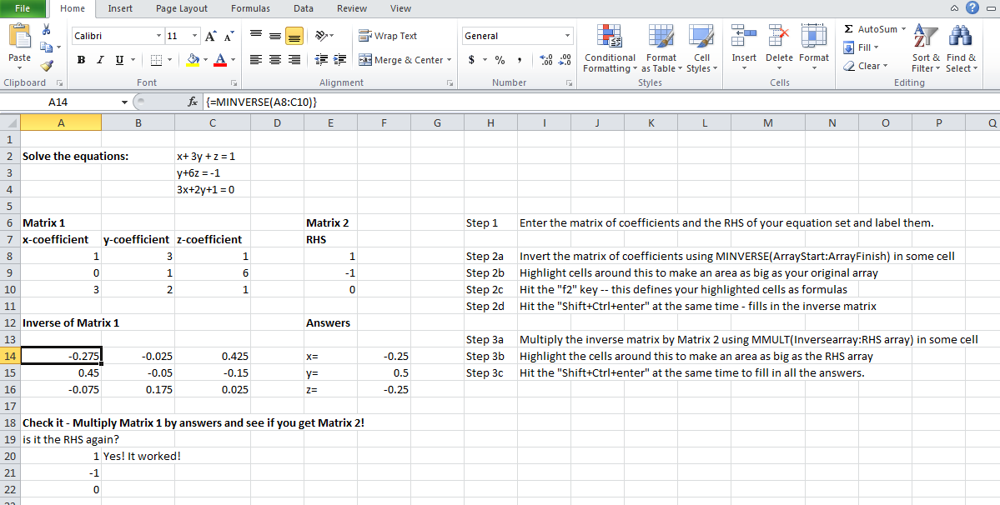 File Home Insert Page Layout Formulas Data Review View
Calibri 11 Wrap Text General Σ AutoSum
Paste B I U A A Merge & Center $ % , Conditional Formatting Format as Table Cell Styles Insert Delete Format Fill Clear Sort & Filter Find & Select
Clipboard Font Alignment Number Styles Cells Editing
A14 fx {=MINVERSE(A8:C10)}
A B C D E F G H I J K L M N O P Q
1
2 Solve the equations: x+ 3y + z = 1
3 y+6z = -1
4 3x+2y+1 = 0
5
6 Matrix 1 Matrix 2 Step 1 Enter the matrix of coefficients and the RHS of your equation set and label them.
7 x-coefficient y-coefficient z-coefficient RHS
8 1 3 1 1 Step 2a Invert the matrix of coefficients using MINVERSE(ArrayStart:ArrayFinish) in some cell
9 0 1 6 -1 Step 2b Highlight cells around this to make an area as big as your original array
10 3 2 1 0 Step 2c Hit the "f2" key -- this defines your highlighted cells as formulas
11 Step 2d Hit the "Shift+Ctrl+enter" at the same time - fills in the inverse matrix
12 Inverse of Matrix 1 Answers
13 Step 3a Multiply the inverse matrix by Matrix 2 using MMULT(Inversearray:RHS array) in some cell
14 -0.275 -0.025 0.425 x= -0.25 Step 3b Highlight the cells around this to make an area as big as the RHS array
15 0.45 -0.05 -0.15 y= 0.5 Step 3c Hit the "Shift+Ctrl+enter" at the same time to fill in all the answers.
16 -0.075 0.175 0.025 z= -0.25
17
18 Check it - Multiply Matrix 1 by answers and see if you get Matrix 2!
19 is it the RHS again?
20 1 Yes! It worked!
21 -1
22 0